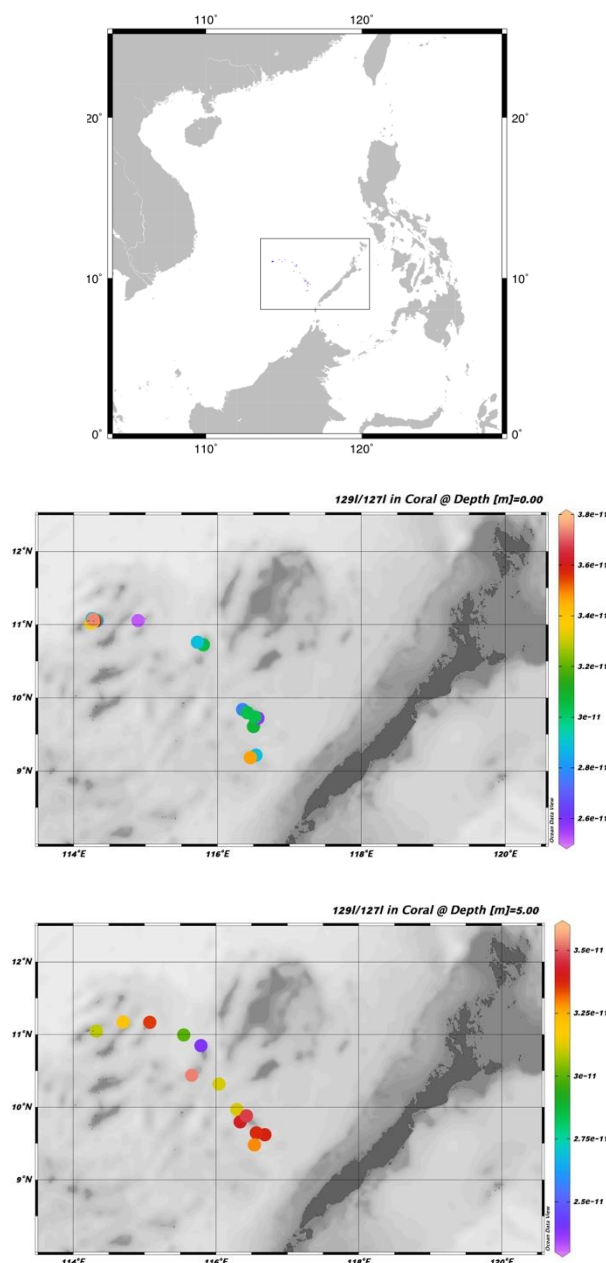 110°
120°
20°
20°
10°
10°
0°
0°
110°
120°
129I/127I in Coral @ Depth [m]=0.00
12°N
11°N
10°N
9°N
114°E
116°E
118°E
120°E
Ocean Data View
3.8e-11
3.6e-11
3.4e-11
3.2e-11
3e-11
2.8e-11
2.6e-11
129I/127I in Coral @ Depth [m]=5.00
12°N
11°N
10°N
9°N
114°E
116°E
118°E
120°E
Ocean Data View
3.5e-11
3.25e-11
3e-11
2.75e-11
2.5e-11